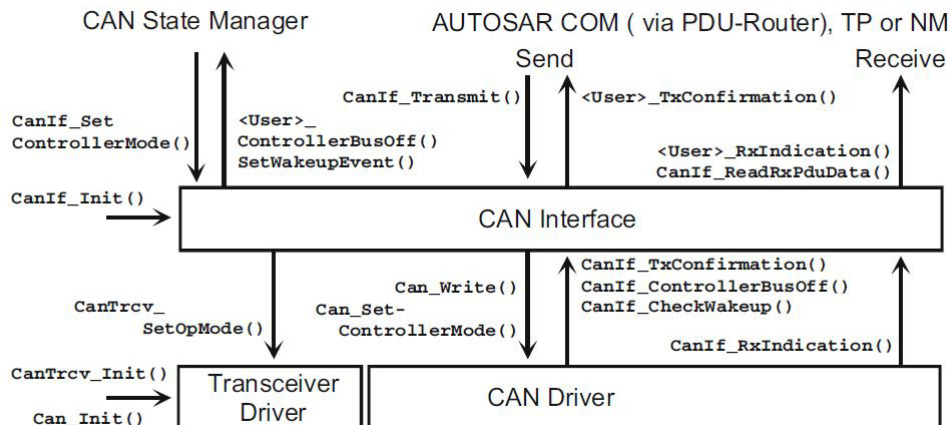 CAN State Manager
AUTOSAR COM ( via PDU-Router), TP or NM
Send
Receive
CanIf_Set
ControllerMode()
<User>_
ControllerBusOff()
SetWakeupEvent()
CanIf_Transmit()
<User>_TxConfirmation()
<User>_RxIndication()
CanIf_ReadRxPduData()
CanIf_Init()
CAN Interface
CanTrcv_
SetOpMode()
Can_Write()
Can_Set-
ControllerMode()
CanIf_TxConfirmation()
CanIf_ControllerBusOff()
CanIf_CheckWakeup()
CanIf_RxIndication()
CanTrcv_Init()
Can_Init()
Transceiver
Driver
CAN Driver